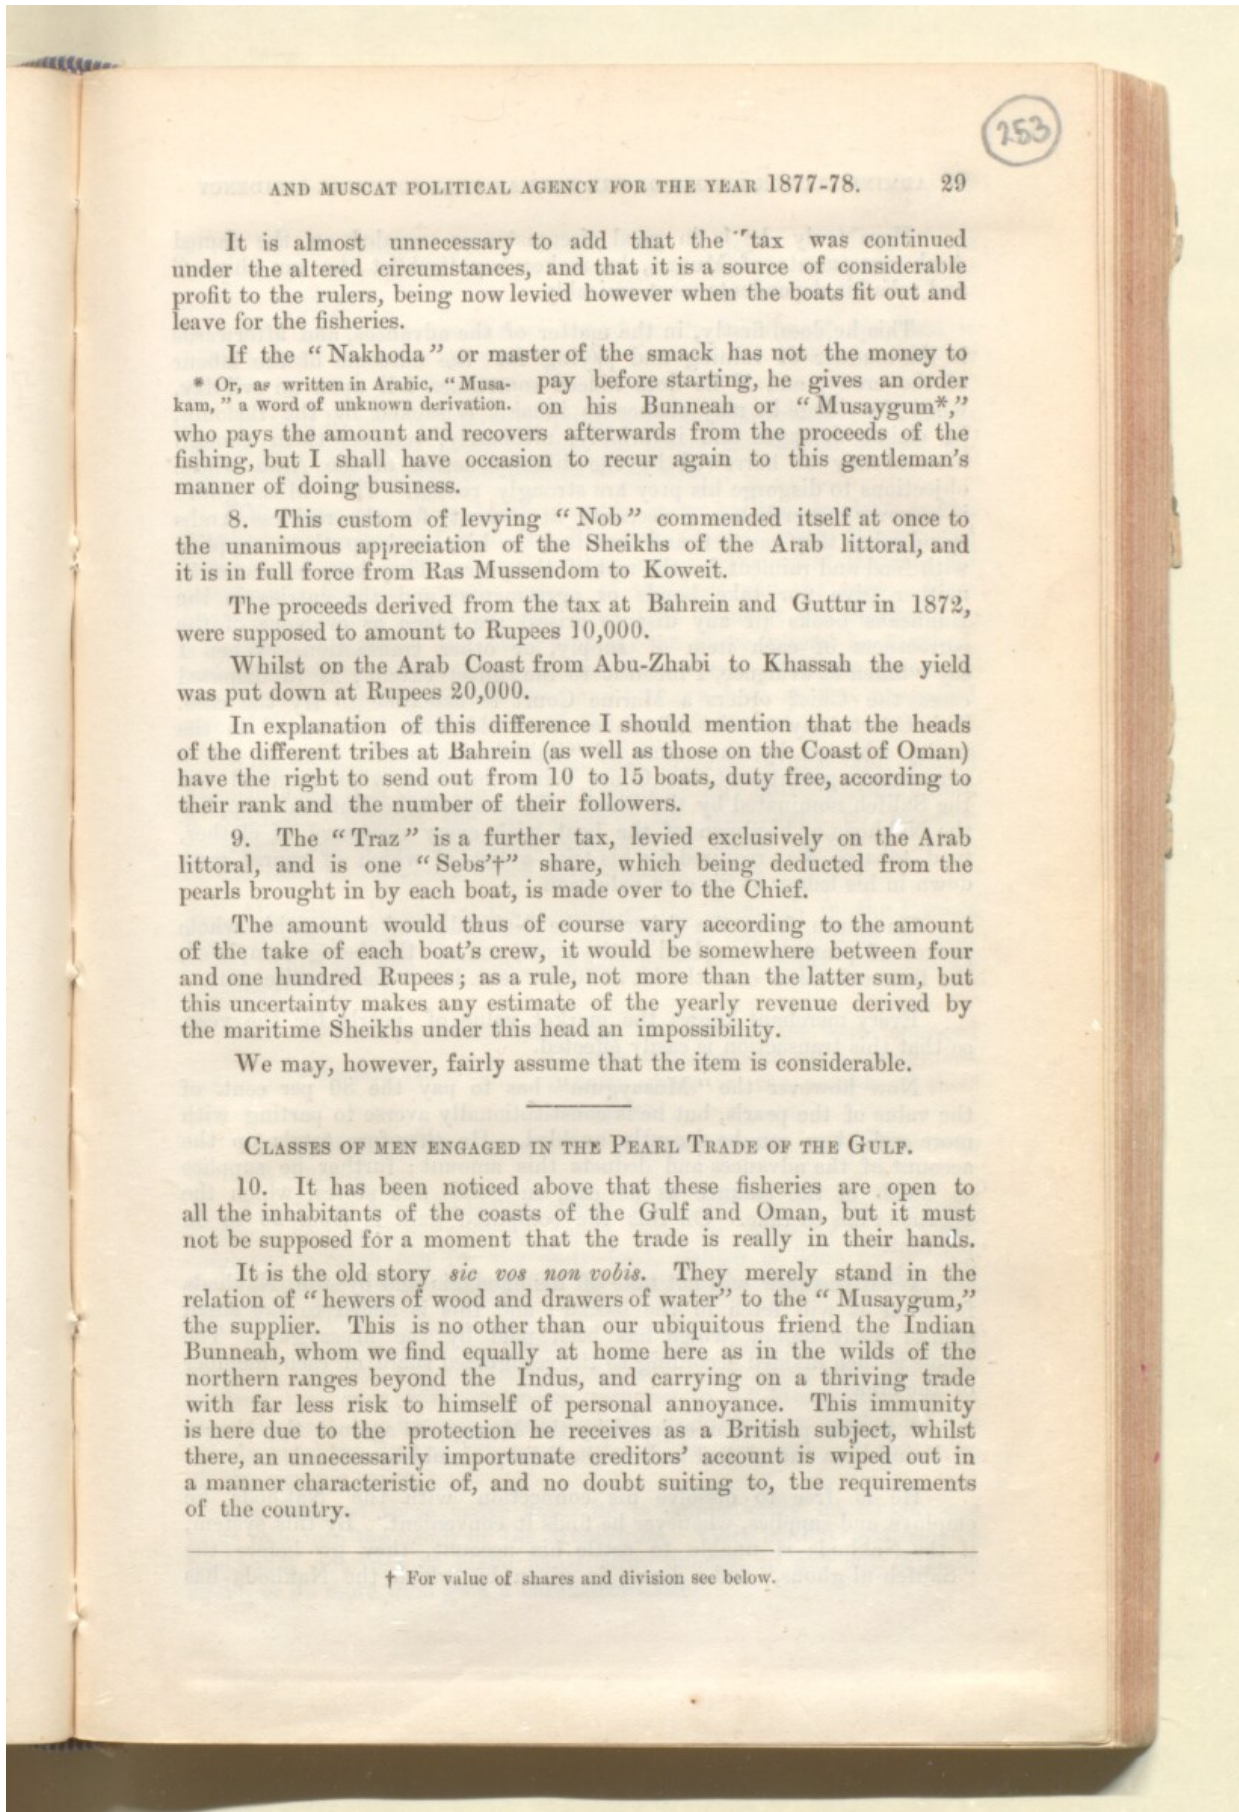 253
AND MUSCAT POLITICAL AGENCY FOR THE YEAR 1877-78. 29
It is almost unnecessary to add that the tax was continued
under the altered circumstances, and that it is a source of considerable
profit to the rulers, being now levied however when the boats fit out and
leave for the fisheries.
If the “Nakhoda” or master of the smack has not the money to
pay before starting, he gives an order
on his Bunneah or “Musaygum*,”
* Or, as written in Arabic, “Musa-
kam,” a word of unknown derivation.
who pays the amount and recovers afterwards from the proceeds of the
fishing, but I shall have occasion to recur again to this gentleman's
manner of doing business.
8. This custom of levying “Nob” commended itself at once to
the unanimous appreciation of the Sheikhs of the Arab littoral, and
it is in full force from Ras Mussendom to Koweit.
The proceeds derived from the tax at Bahrein and Guttur in 1872,
were supposed to amount to Rupees 10,000.
Whilst on the Arab Coast from Abu-Zhabi to Khassah the yield
was put down at Rupees 20,000.
In explanation of this difference I should mention that the heads
of the different tribes at Bahrein (as well as those on the Coast of Oman)
have the right to send out from 10 to 15 boats, duty free, according to
their rank and the number of their followers.
9. The “Traz” is a further tax, levied exclusively on the Arab
littoral, and is one “Sebs'†” share, which being deducted from the
pearls brought in by each boat, is made over to the Chief.
The amount would thus of course vary according to the amount
of the take of each boat's crew, it would be somewhere between four
and one hundred Rupees; as a rule, not more than the latter sum, but
this uncertainty makes any estimate of the yearly revenue derived by
the maritime Sheikhs under this head an impossibility.
We may, however, fairly assume that the item is considerable.
CLASSES OF MEN ENGAGED IN THE PEARL TRADE OF THE GULF.
10. It has been noticed above that these fisheries are open to
all the inhabitants of the coasts of the Gulf and Oman, but it must
not be supposed for a moment that the trade is really in their hands.
It is the old story sic vos non vobis. They merely stand in the
relation of “hewers of wood and drawers of water” to the “Musaygum,”
the supplier. This is no other than our ubiquitous friend the Indian
Bunneah, whom we find equally at home here as in the wilds of the
northern ranges beyond the Indus, and carrying on a thriving trade
with far less risk to himself of personal annoyance. This immunity
is here due to the protection he receives as a British subject, whilst
there, an unnecessarily importunate creditors' account is wiped out in
a manner characteristic of, and no doubt suiting to, the requirements
of the country.
† For value of shares and division see below.